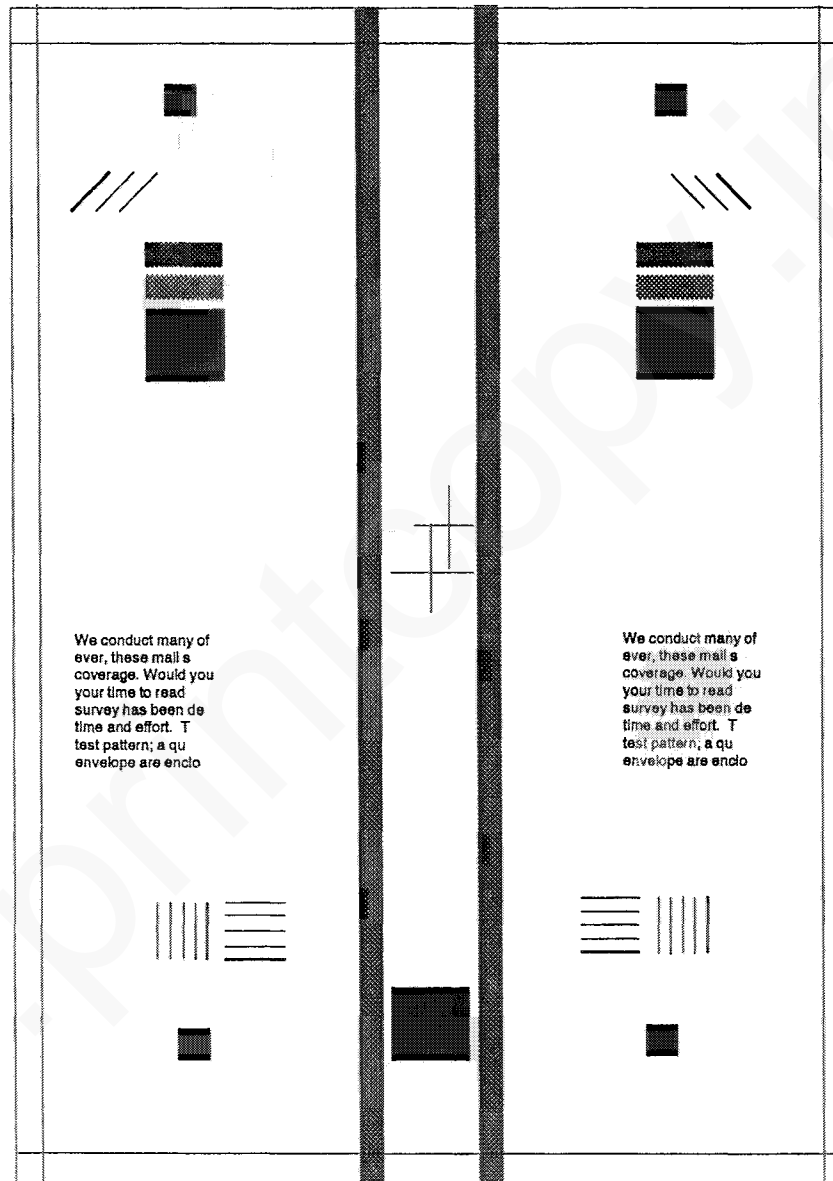 We conduct many of
ever, these mail s
coverage. Would you
your time to read
survey has been de
time and effort. T
test pattern; a qu
envelope are enclo
We conduct many of
ever, these mail s
coverage. Would you
your time to read
survey has been de
time and effort. T
test pattern; a qu
envelope are enclo
.printcopy.in